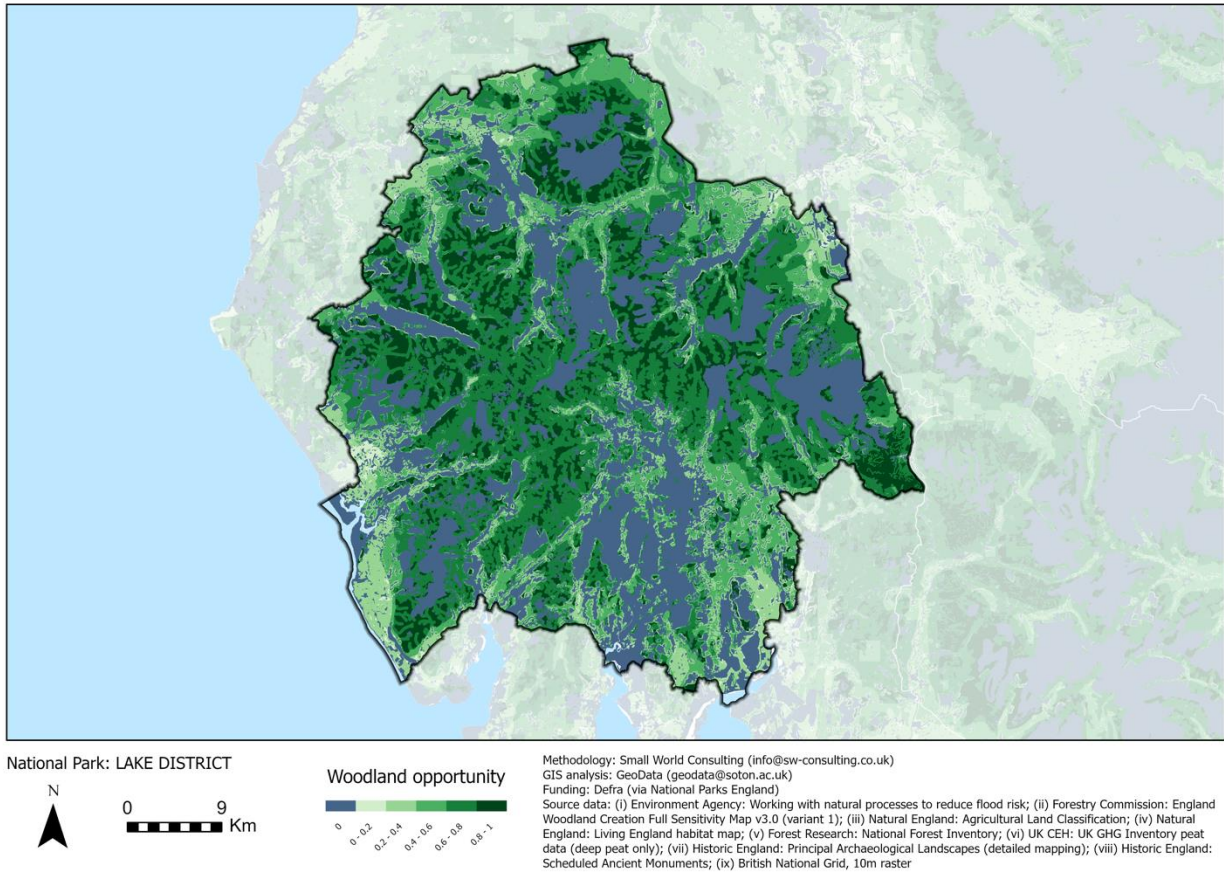 National Park: LAKE DISTRICT
N
0 9
Km
Woodland opportunity
0
0 - 0.2
0.2 - 0.4
0.4 - 0.6
0.6 - 0.8
0.8 - 1
Methodology: Small World Consulting (info@sw-consulting.co.uk)
GIS analysis: GeoData (geodata@soton.ac.uk)
Funding: Defra (via National Parks England)
Source data: (i) Environment Agency: Working with natural processes to reduce flood risk; (ii) Forestry Commission: England
Woodland Creation Full Sensitivity Map v3.0 (variant 1); (iii) Natural England: Agricultural Land Classification; (iv) Natural
England: Living England habitat map; (v) Forest Research: National Forest Inventory; (vi) UK CEH: UK GHG Inventory peat
data (deep peat only); (vii) Historic England: Principal Archaeological Landscapes (detailed mapping); (viii) Historic England:
Scheduled Ancient Monuments; (ix) British National Grid, 10m raster